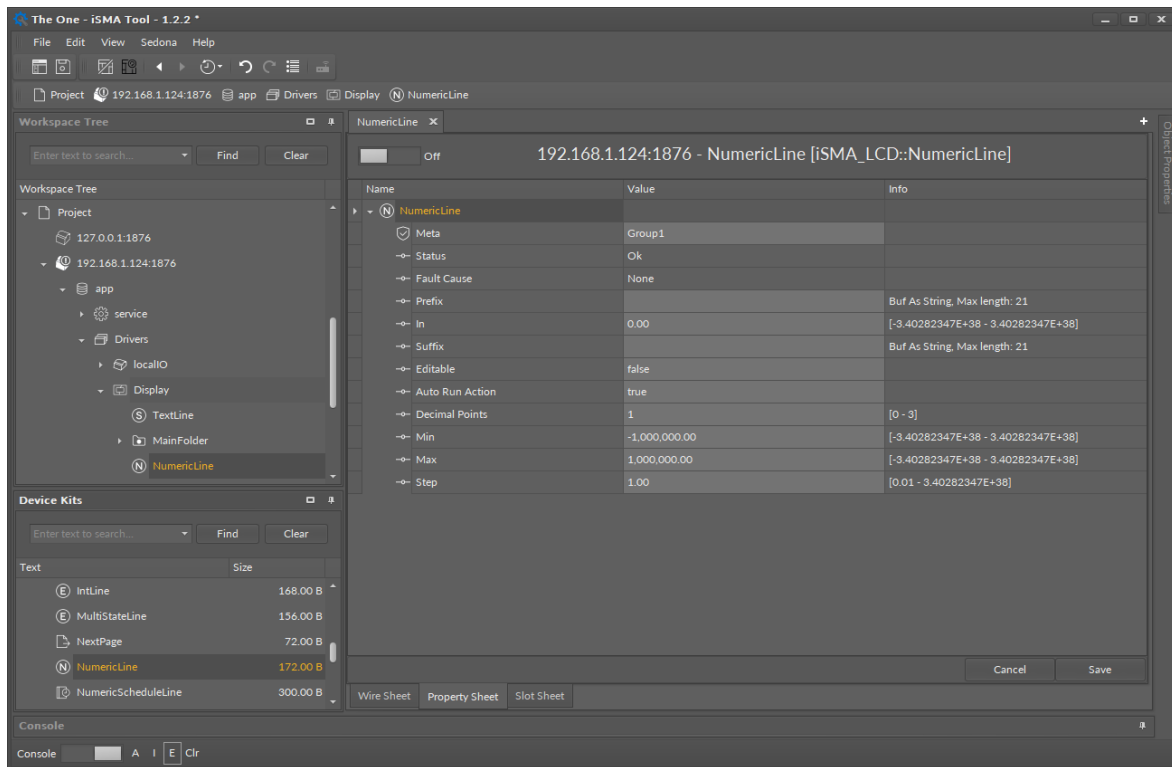 The One - iSMA Tool - 1.2.2 *
File Edit View Sedona Help
Project 192.168.1.124:1876 app Drivers Display N NumericLine
Workspace Tree
Enter text to search... Find Clear
Workspace Tree
Project
127.0.0.1:1876
192.168.1.124:1876
app
service
Drivers
localIO
Display
S TextLine
MainFolder
N NumericLine
Device Kits
Enter text to search... Find Clear
Text Size
E IntLine 168.00 B
E MultiStateLine 156.00 B
NextPage 72.00 B
N NumericLine 172.00 B
NumericScheduleLine 300.00 B
NumericLine
Off 192.168.1.124:1876 - NumericLine [iSMA_LCD::NumericLine]
Name Value Info
N NumericLine
Meta Group1
Status Ok
Fault Cause None
Prefix Buf As String, Max length: 21
In 0.00 [-3.40282347E+38 - 3.40282347E+38]
Suffix Buf As String, Max length: 21
Editable false
Auto Run Action true
Decimal Points 1 [0 - 3]
Min -1,000,000.00 [-3.40282347E+38 - 3.40282347E+38]
Max 1,000,000.00 [-3.40282347E+38 - 3.40282347E+38]
Step 1.00 [0.01 - 3.40282347E+38]
Cancel Save
Wire Sheet Property Sheet Slot Sheet
Object Properties
Console
Console A I E Clr